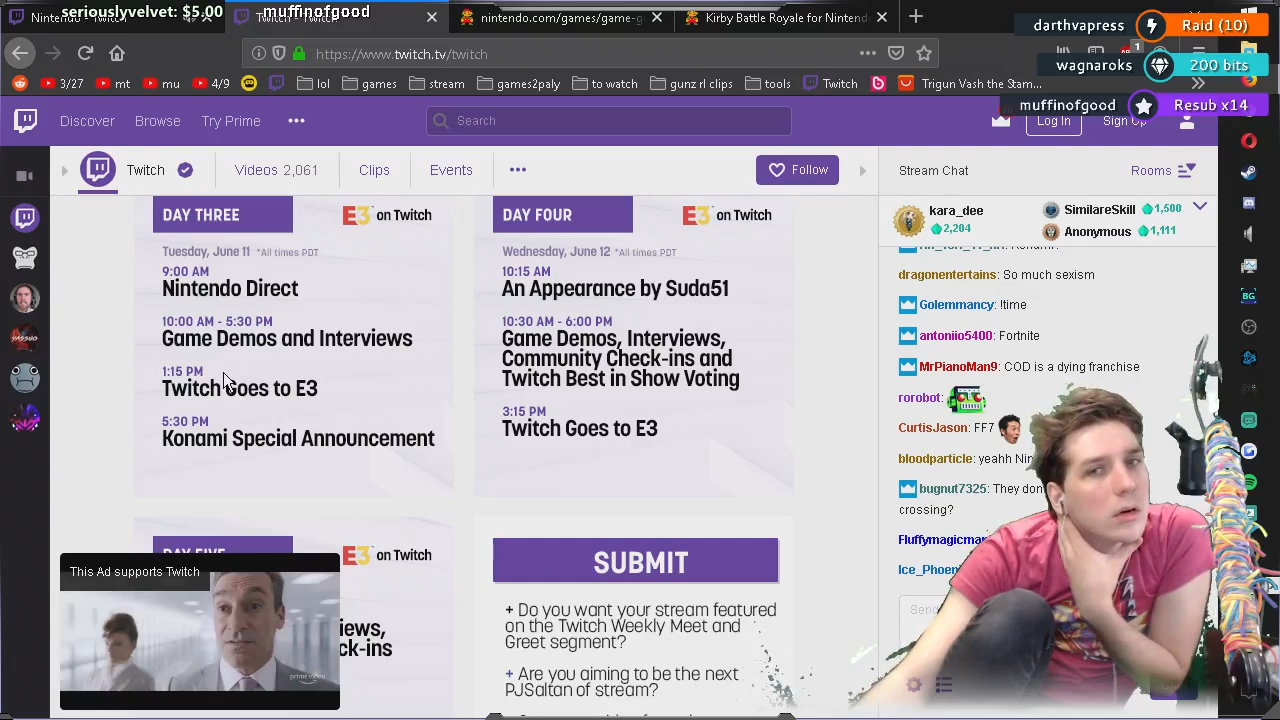 seriouslyvelvet: $5.00
muffinofgood
nintendo.org/games/game-g
Kirby Battle Royale for Nintend
darthvapress
Raid (10)
https://www.twitch.tv/twitch
wagnaroks
200 bits
3/27
mt
mu
4/9
lol
games
stream
games2paly
to watch
gunz rl clips
tools
Twitch
Trigun Vash the Stam...
muffinofgood
Resub x14
Discover
Browse
Try Prime
Search
Log In
Sign Up
Twitch
Videos 2,061
Clips
Events
Follow
Stream Chat
Rooms
DAY THREE
E3 on Twitch
Tuesday, June 11 *All times PDT
9:00 AM
Nintendo Direct
10:00 AM - 5:30 PM
Game Demos and Interviews
1:15 PM
Twitch Goes to E3
5:30 PM
Konami Special Announcement
DAY FOUR
E3 on Twitch
Wednesday, June 12 *All times PDT
10:15 AM
An Appearance by Suda51
10:30 AM - 6:00 PM
Game Demos, Interviews,
Community Check-ins and
Twitch Best in Show Voting
3:15 PM
Twitch Goes to E3
kara_dee
2,204
SimilareSkill 1,500
Anonymous 1,111
dragonentertains: So much sexism
Golemmancy: !time
antoniio5400: Fortnite
MrPianoMan9: COD is a dying franchise
rorobot:
CurtisJason: FF7
bloodparticle: yeahh Nin
bugnut7325: They don
crossing?
Fluffymagicmar
Ice_Phoen
Send
DAY FIVE
E3 on Twitch
iews,
ck-ins
This Ad supports Twitch
prime video
SUBMIT
+ Do you want your stream featured
on the Twitch Weekly Meet and
Greet segment?
+ Are you aiming to be the next
PJSaltan of stream?